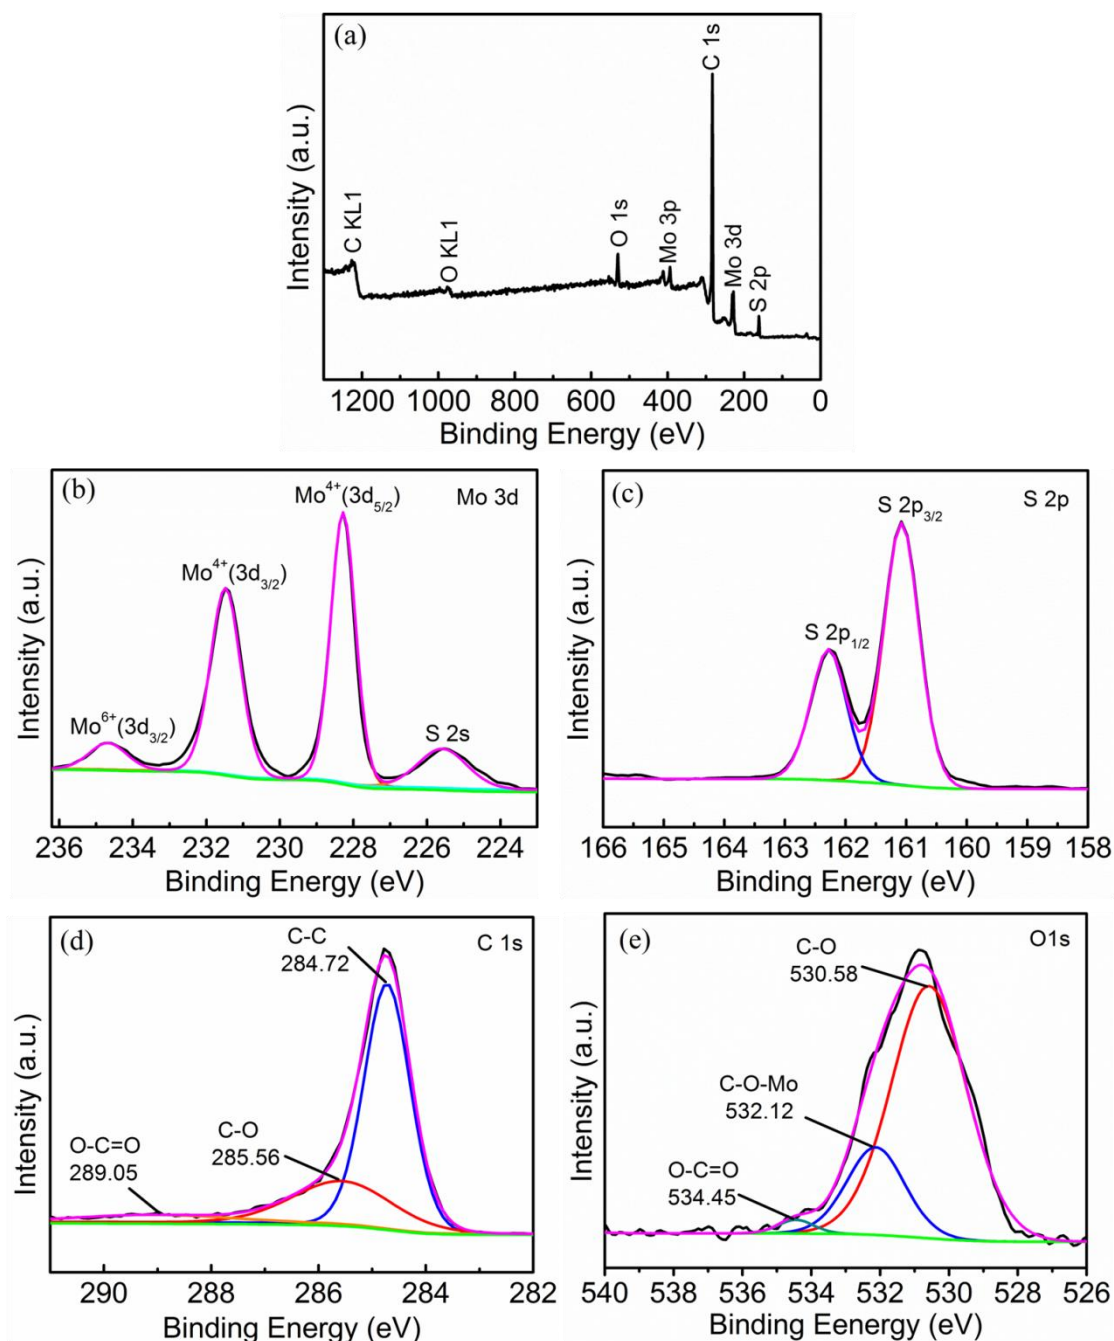 (a)
C KL1
O KL1
O 1s
Mo 3p
C 1s
Mo 3d
S 2p
Intensity (a.u.)
1200 1000 800 600 400 200 0
Binding Energy (eV)
(b)
Mo⁴⁺(3d₅/₂)
Mo 3d
Mo⁴⁺(3d₃/₂)
Mo⁶⁺(3d₃/₂)
S 2s
Intensity (a.u.)
236 234 232 230 228 226 224
Binding Energy (eV)
(c)
S 2p₃/₂
S 2p
S 2p₁/₂
Intensity (a.u.)
166 165 164 163 162 161 160 159 158
Binding Energy (eV)
(d)
C-C
284.72
C 1s
C-O
285.56
O-C=O
289.05
Intensity (a.u.)
290 288 286 284 282
Binding Energy (eV)
(e)
C-O
530.58
O1s
C-O-Mo
532.12
O-C=O
534.45
Intensity (a.u.)
540 538 536 534 532 530 528 526
Binding Energy (eV)